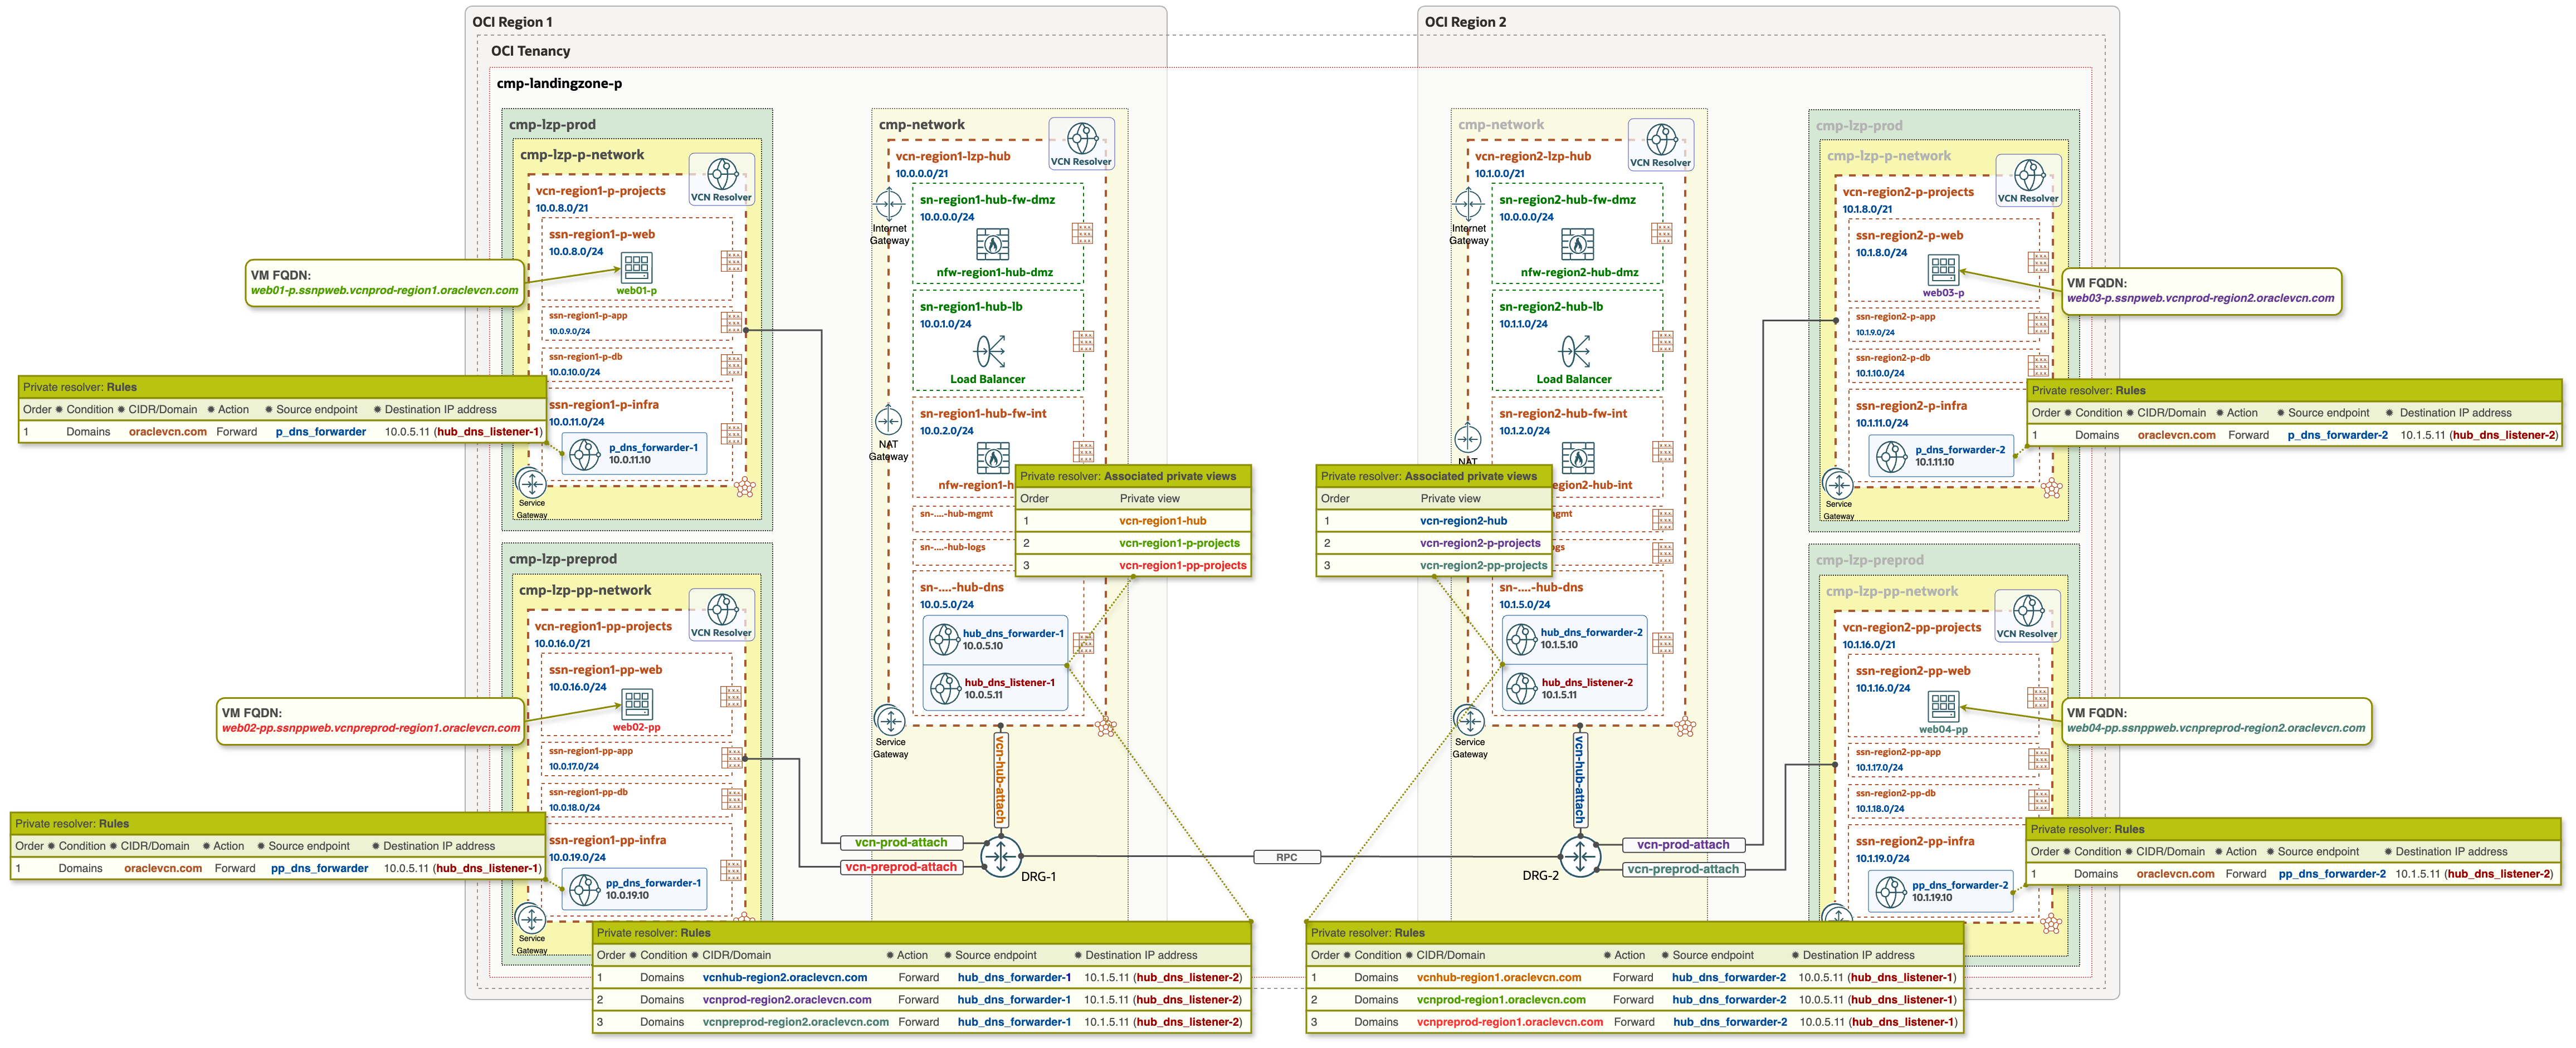 OCI Region 1
OCI Tenancy
cmp-landingzone-p
cmp-lzp-prod
cmp-lzp-p-network
VCN Resolver
vcn-region1-p-projects
10.0.8.0/21
ssn-region1-p-web
10.0.8.0/24
web01-p
VM FQDN:
web01-p.ssnpweb.vcnprod-region1.oraclevcn.com
ssn-region1-p-app
10.0.9.0/24
ssn-region1-p-db
10.0.10.0/24
ssn-region1-p-infra
10.0.11.0/24
p_dns_forwarder-1
10.0.11.10
Service
Gateway
Private resolver: Rules
Order Condition CIDR/Domain Action Source endpoint Destination IP address
1 Domains oraclevcn.com Forward p_dns_forwarder 10.0.5.11 (hub_dns_listener-1)
cmp-lzp-preprod
cmp-lzp-pp-network
VCN Resolver
vcn-region1-pp-projects
10.0.16.0/21
ssn-region1-pp-web
10.0.16.0/24
web02-pp
VM FQDN:
web02-pp.ssnppweb.vcnpreprod-region1.oraclevcn.com
ssn-region1-pp-app
10.0.17.0/24
ssn-region1-pp-db
10.0.18.0/24
ssn-region1-pp-infra
10.0.19.0/24
pp_dns_forwarder-1
10.0.19.10
Service
Gateway
Private resolver: Rules
Order Condition CIDR/Domain Action Source endpoint Destination IP address
1 Domains oraclevcn.com Forward pp_dns_forwarder 10.0.5.11 (hub_dns_listener-1)
cmp-network
VCN Resolver
vcn-region1-lzp-hub
10.0.0.0/21
Internet
Gateway
sn-region1-hub-fw-dmz
10.0.0.0/24
nfw-region1-hub-dmz
sn-region1-hub-lb
10.0.1.0/24
Load Balancer
NAT
Gateway
sn-region1-hub-fw-int
10.0.2.0/24
nfw-region1-h
sn-....-hub-mgmt
sn-....-hub-logs
sn-....-hub-dns
10.0.5.0/24
hub_dns_forwarder-1
10.0.5.10
hub_dns_listener-1
10.0.5.11
Service
Gateway
Private resolver: Associated private views
Order Private view
1 vcn-region1-hub
2 vcn-region1-p-projects
3 vcn-region1-pp-projects
vcn-hub-attach
vcn-prod-attach
vcn-preprod-attach
DRG-1
RPC
Private resolver: Rules
Order Condition CIDR/Domain Action Source endpoint Destination IP address
1 Domains vcnhub-region2.oraclevcn.com Forward hub_dns_forwarder-1 10.1.5.11 (hub_dns_listener-2)
2 Domains vcnprod-region2.oraclevcn.com Forward hub_dns_forwarder-1 10.1.5.11 (hub_dns_listener-2)
3 Domains vcnpreprod-region2.oraclevcn.com Forward hub_dns_forwarder-1 10.1.5.11 (hub_dns_listener-2)
OCI Region 2
cmp-network
VCN Resolver
vcn-region2-lzp-hub
10.1.0.0/21
Internet
Gateway
sn-region2-hub-fw-dmz
10.0.0.0/24
nfw-region2-hub-dmz
sn-region2-hub-lb
10.1.1.0/24
Load Balancer
NAT
sn-region2-hub-fw-int
10.1.2.0/24
egion2-hub-int
gmt
ogs
sn-....-hub-dns
10.1.5.0/24
hub_dns_forwarder-2
10.1.5.10
hub_dns_listener-2
10.1.5.11
Service
Gateway
Private resolver: Associated private views
Order Private view
1 vcn-region2-hub
2 vcn-region2-p-projects
3 vcn-region2-pp-projects
vcn-hub-attach
vcn-prod-attach
vcn-preprod-attach
DRG-2
Private resolver: Rules
Order Condition CIDR/Domain Action Source endpoint Destination IP address
1 Domains vcnhub-region1.oraclevcn.com Forward hub_dns_forwarder-2 10.0.5.11 (hub_dns_listener-1)
2 Domains vcnprod-region1.oraclevcn.com Forward hub_dns_forwarder-2 10.0.5.11 (hub_dns_listener-1)
3 Domains vcnpreprod-region1.oraclevcn.com Forward hub_dns_forwarder-2 10.0.5.11 (hub_dns_listener-1)
cmp-lzp-prod
cmp-lzp-p-network
VCN Resolver
vcn-region2-p-projects
10.1.8.0/21
ssn-region2-p-web
10.1.8.0/24
web03-p
VM FQDN:
web03-p.ssnpweb.vcnprod-region2.oraclevcn.com
ssn-region2-p-app
10.1.9.0/24
ssn-region2-p-db
10.1.10.0/24
ssn-region2-p-infra
10.1.11.0/24
p_dns_forwarder-2
10.1.11.10
Service
Gateway
Private resolver: Rules
Order Condition CIDR/Domain Action Source endpoint Destination IP address
1 Domains oraclevcn.com Forward p_dns_forwarder-2 10.1.5.11 (hub_dns_listener-2)
cmp-lzp-preprod
cmp-lzp-pp-network
VCN Resolver
vcn-region2-pp-projects
10.1.16.0/21
ssn-region2-pp-web
10.1.16.0/24
web04-pp
VM FQDN:
web04-pp.ssnppweb.vcnpreprod-region2.oraclevcn.com
ssn-region2-pp-app
10.1.17.0/24
ssn-region2-pp-db
10.1.18.0/24
ssn-region2-pp-infra
10.1.19.0/24
pp_dns_forwarder-2
10.1.19.10
Private resolver: Rules
Order Condition CIDR/Domain Action Source endpoint Destination IP address
1 Domains oraclevcn.com Forward pp_dns_forwarder-2 10.1.5.11 (hub_dns_listener-2)